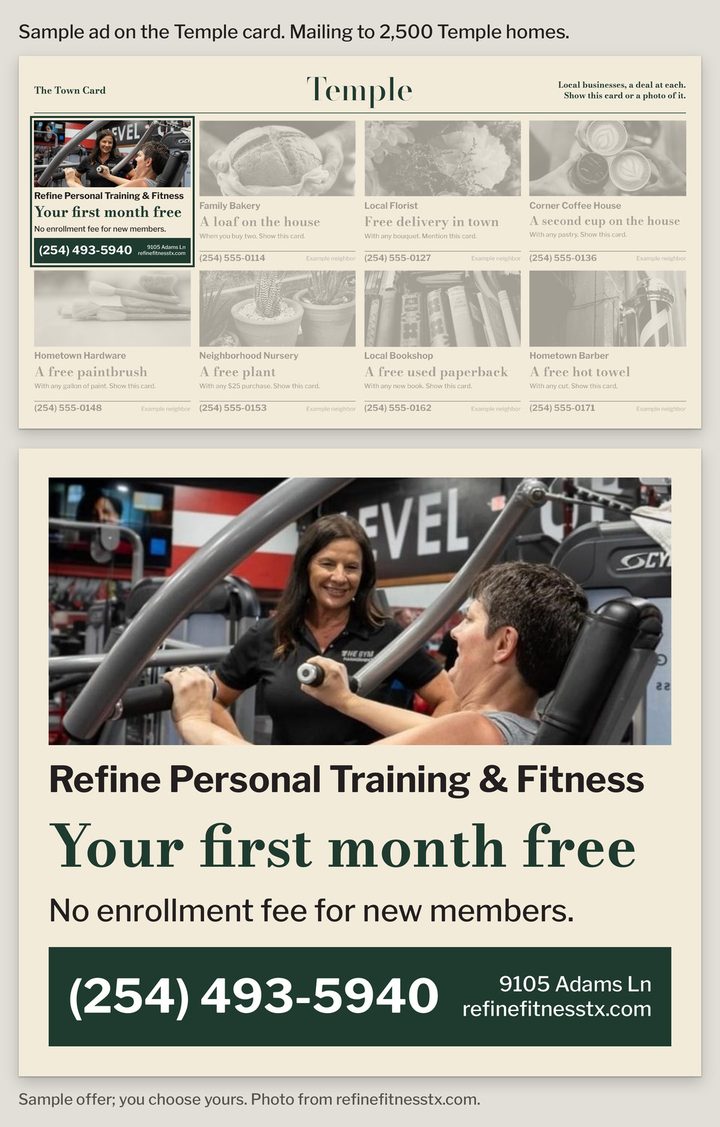 Sample ad on the Temple card. Mailing to 2,500 Temple homes.
The Town Card
Temple
Local businesses, a deal at each.
Show this card or a photo of it.
LEVEL
Refine Personal Training & Fitness
Your first month free
No enrollment fee for new members.
(254) 493-5940
9105 Adams Ln
refinefitnesstx.com
Family Bakery
A loaf on the house
When you buy two. Show this card.
(254) 555-0114
Example neighbor
Local Florist
Free delivery in town
With any bouquet. Mention this card.
(254) 555-0127
Example neighbor
Corner Coffee House
A second cup on the house
With any pastry. Show this card.
(254) 555-0136
Example neighbor
Hometown Hardware
A free paintbrush
With any gallon of paint. Show this card.
(254) 555-0148
Example neighbor
Neighborhood Nursery
A free plant
With any $25 purchase. Show this card.
(254) 555-0153
Example neighbor
Local Bookshop
A free used paperback
With any new book. Show this card.
(254) 555-0162
Example neighbor
Hometown Barber
A free hot towel
With any cut. Show this card.
(254) 555-0171
Example neighbor
LEVEL
Refine Personal Training & Fitness
Your first month free
No enrollment fee for new members.
(254) 493-5940
9105 Adams Ln
refinefitnesstx.com
Sample offer; you choose yours. Photo from refinefitnesstx.com.